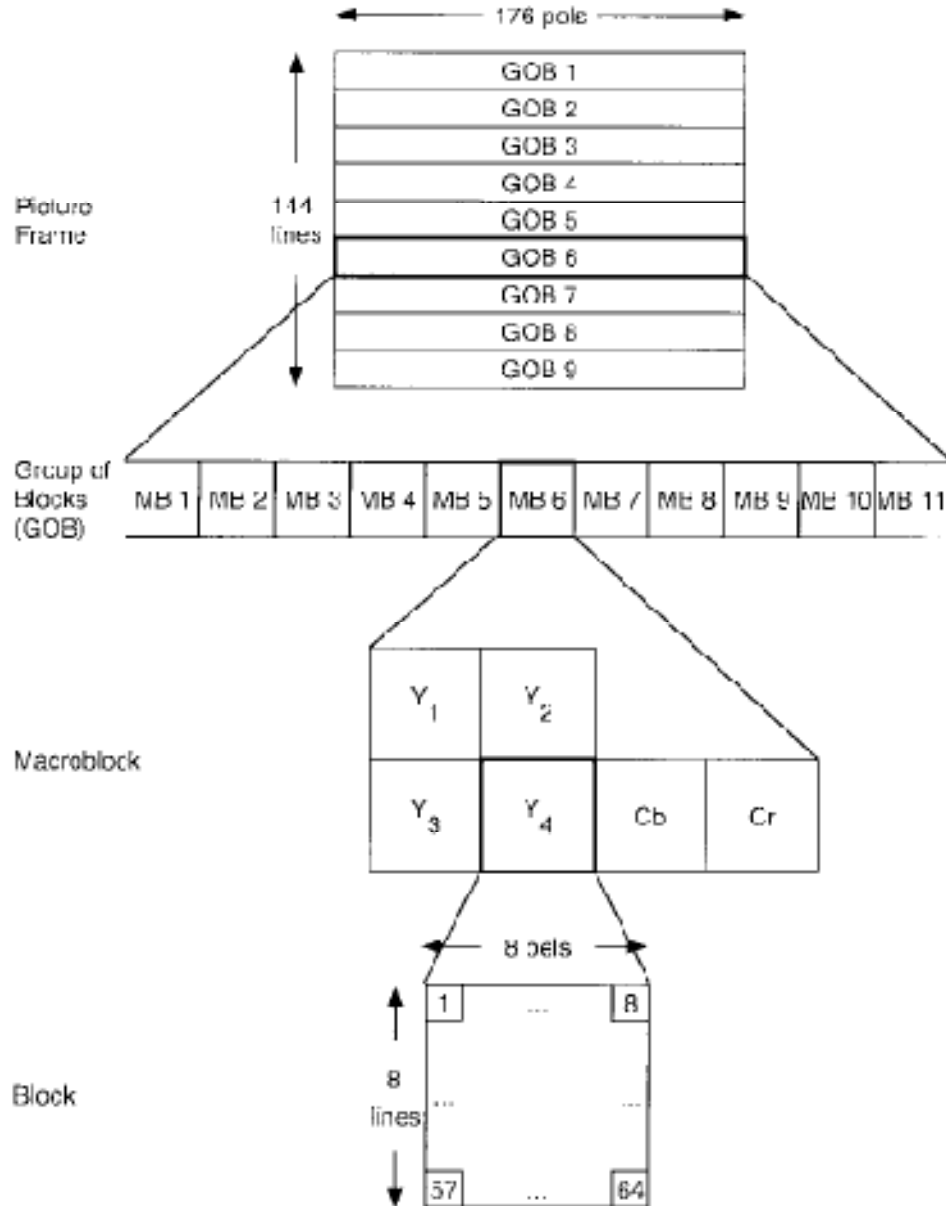 176 pels
GOB 1
GOB 2
GOB 3
GOB 4
GOB 5
GOB 6
GOB 7
GOB 8
GOB 9
Picture
Frame
144
lines
Group of
Blocks
(GOB)
MB 1 MB 2 MB 3 MB 4 MB 5 MB 6 MB 7 MB 8 MB 9 MB 10 MB 11
Macroblock
Y1 Y2
Y3 Y4 Cb Cr
8 pels
Block
8
lines
1 ... 8
... ...
57 ... 64